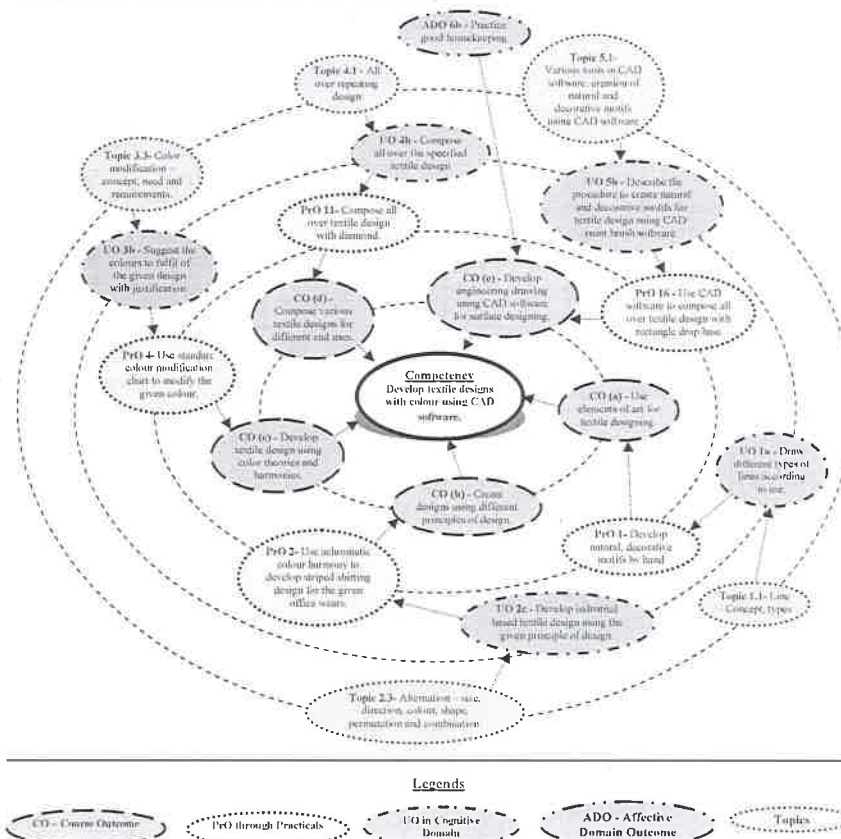 ADO 6b - Practice
good housekeeping.
Topic 4.1 - All
over repeating
design.
Topic 5.1-
Various tools in CAD
software, creation of
natural and
decorative motifs
using CAD software
UO 4b - Compose
all over the specified
textile design
Topic 3.3- Color
modification –
concept, need and
requirements.
UO 5b - Describe the
procedure to create natural
and decorative motifs for
textile design using CAD/
paint brush software
PrO 11- Compose all
over textile design
with diamond.
UO 3b - Suggest the
colours to fulfil of
the given design
with justification
CO (e) - Develop
engineering drawing
using CAD software
for surface designing.
CO (d) -
Compose various
textile designs for
different end uses.
PrO 16 - Use CAD
software to compose all
over textile design with
rectangle drop base.
PrO 4- Use standard
colour modification
chart to modify the
given colour.
Competency
Develop textile designs
with colour using CAD
software.
CO (a) - Use
elements of art for
textile designing.
CO (c) - Develop
textile design using
color theories and
harmonies.
UO 1a - Draw
different types of
lines according
to use.
CO (b) - Create
designs using different
principles of design.
PrO 2- Use achromatic
colour harmony to
develop striped shirting
design for the given
office wears.
PrO 1- Develop
natural, decorative
motifs by hand
UO 2c - Develop industrial
based textile design using the
given principle of design
Topic 1.1- Line
Concept, types
Topic 2.3- Alternation – size,
direction, colour, shape,
permutation and combination
Legends
CO – Course Outcome
PrO through Practicals
UO in Cognitive
Domain
ADO - Affective
Domain Outcome
Topics